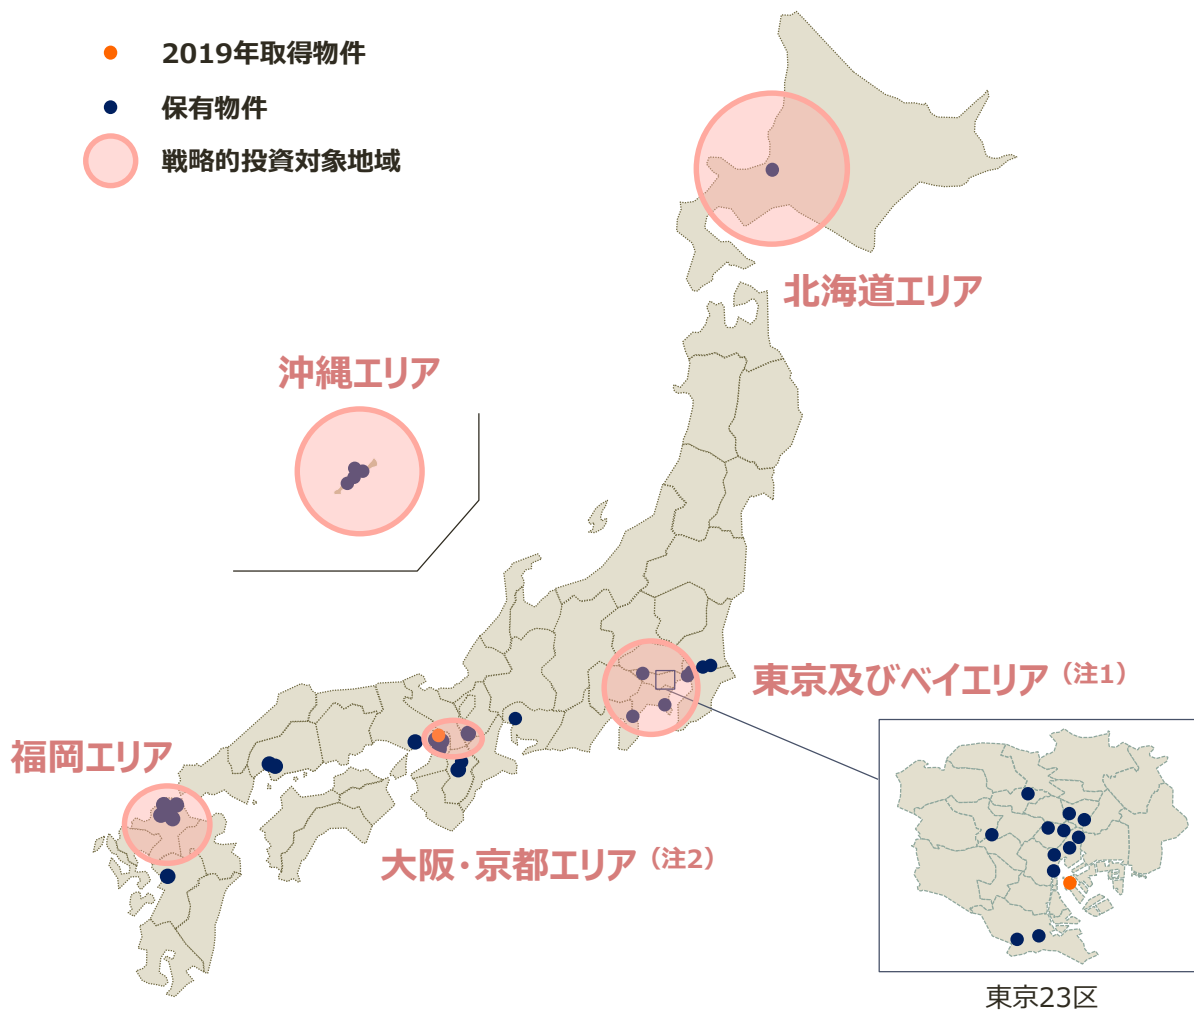 2019年取得物件
保有物件
戦略的投資対象地域
北海道エリア
沖縄エリア
東京及びベイエリア（注1）
福岡エリア
大阪・京都エリア（注2）
東京23区